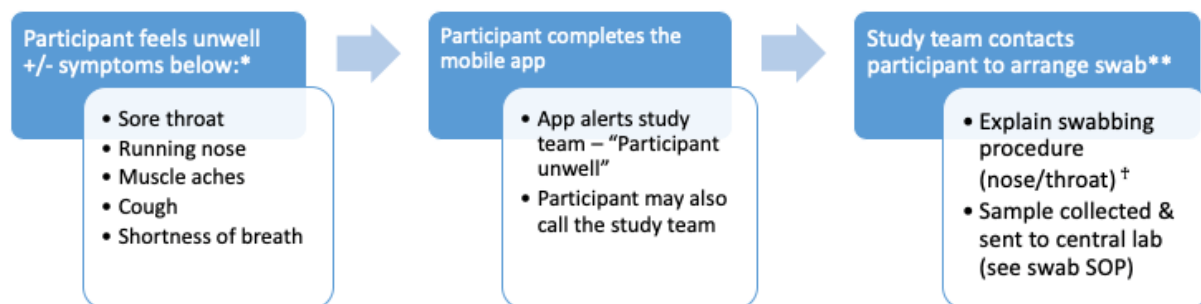 Participant feels unwell
+/- symptoms below:*
• Sore throat
• Running nose
• Muscle aches
• Cough
• Shortness of breath
Participant completes the
mobile app
• App alerts study
team – “Participant
unwell”
• Participant may also
call the study team
Study team contacts
participant to arrange swab**
• Explain swabbing
procedure
(nose/throat) †
• Sample collected &
sent to central lab
(see swab SOP)